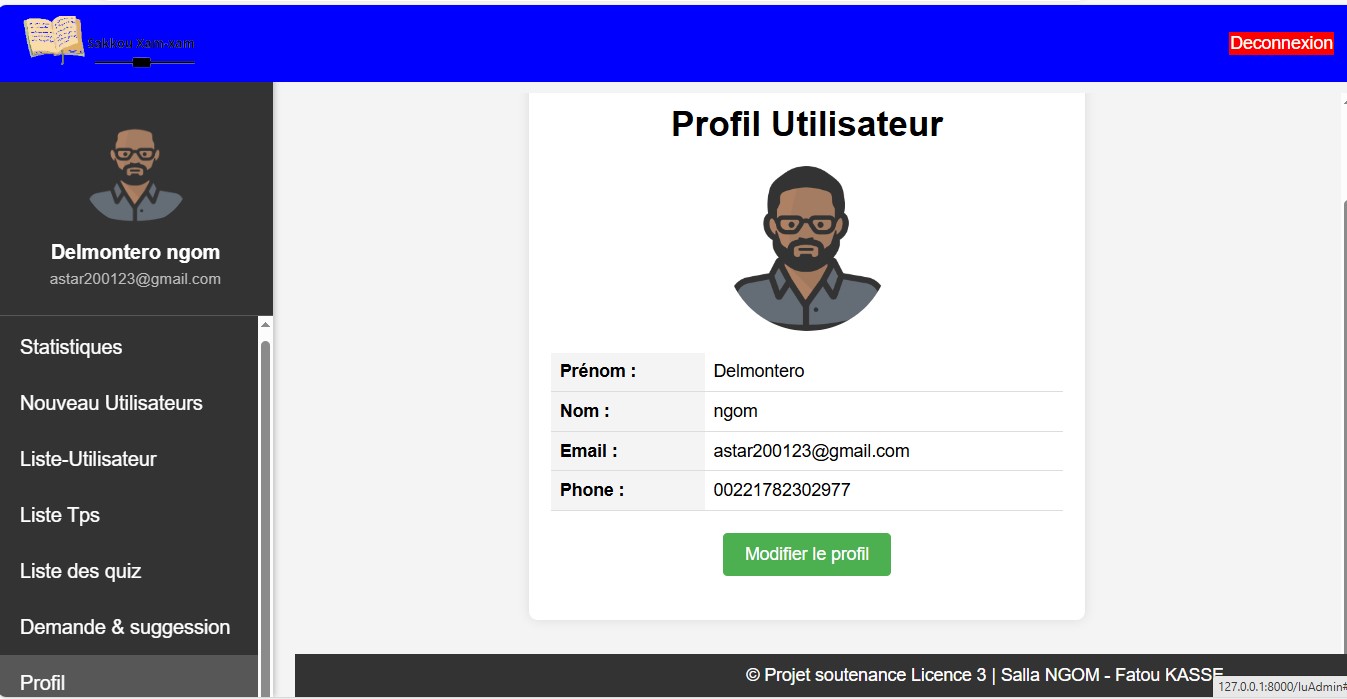 Sakkou Xam-xam
Deconnexion
Delmontero ngom
astar200123@gmail.com
Statistiques
Nouveau Utilisateurs
Liste-Utilisateur
Liste Tps
Liste des quiz
Demande & suggession
Profil
Profil Utilisateur
Prénom : Delmontero
Nom : ngom
Email : astar200123@gmail.com
Phone : 00221782302977
Modifier le profil
© Projet soutenance Licence 3 | Salla NGOM - Fatou KASSE
127.0.0.1:8000/luAdmin#